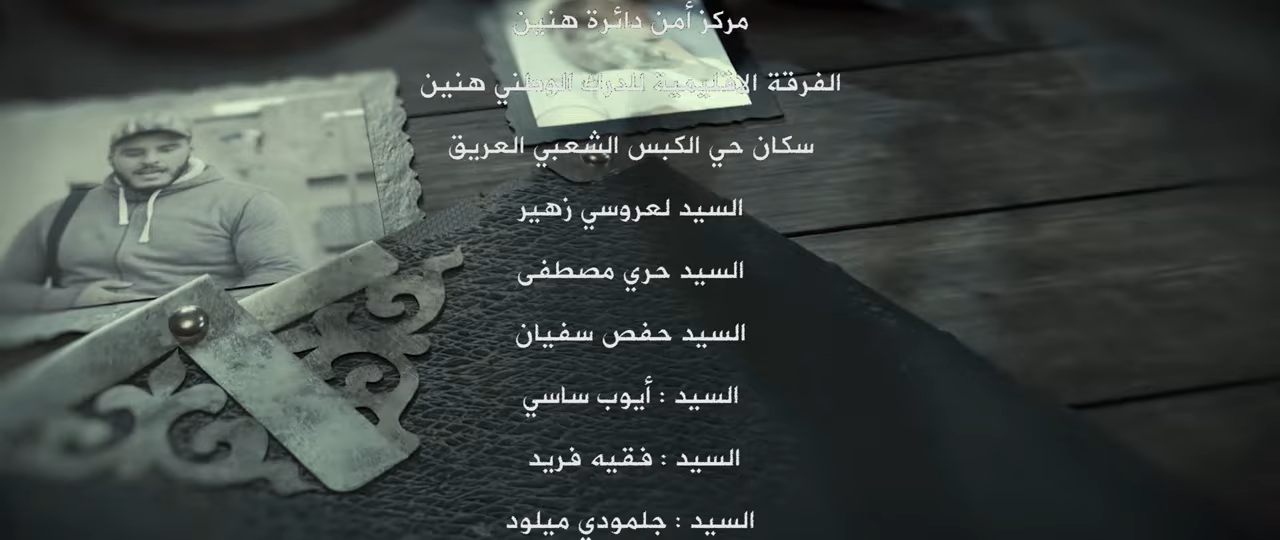 مركز أمن دائرة هنين
الفرقة الاقليمية للدرك الوطني هنين
سكان حي الكبس الشعبي العريق
السيد لعروسي زهير
السيد حري مصطفى
السيد حفص سفيان
السيد : أيوب ساسي
السيد : فقيه فريد
السيد : جلمودي ميلود